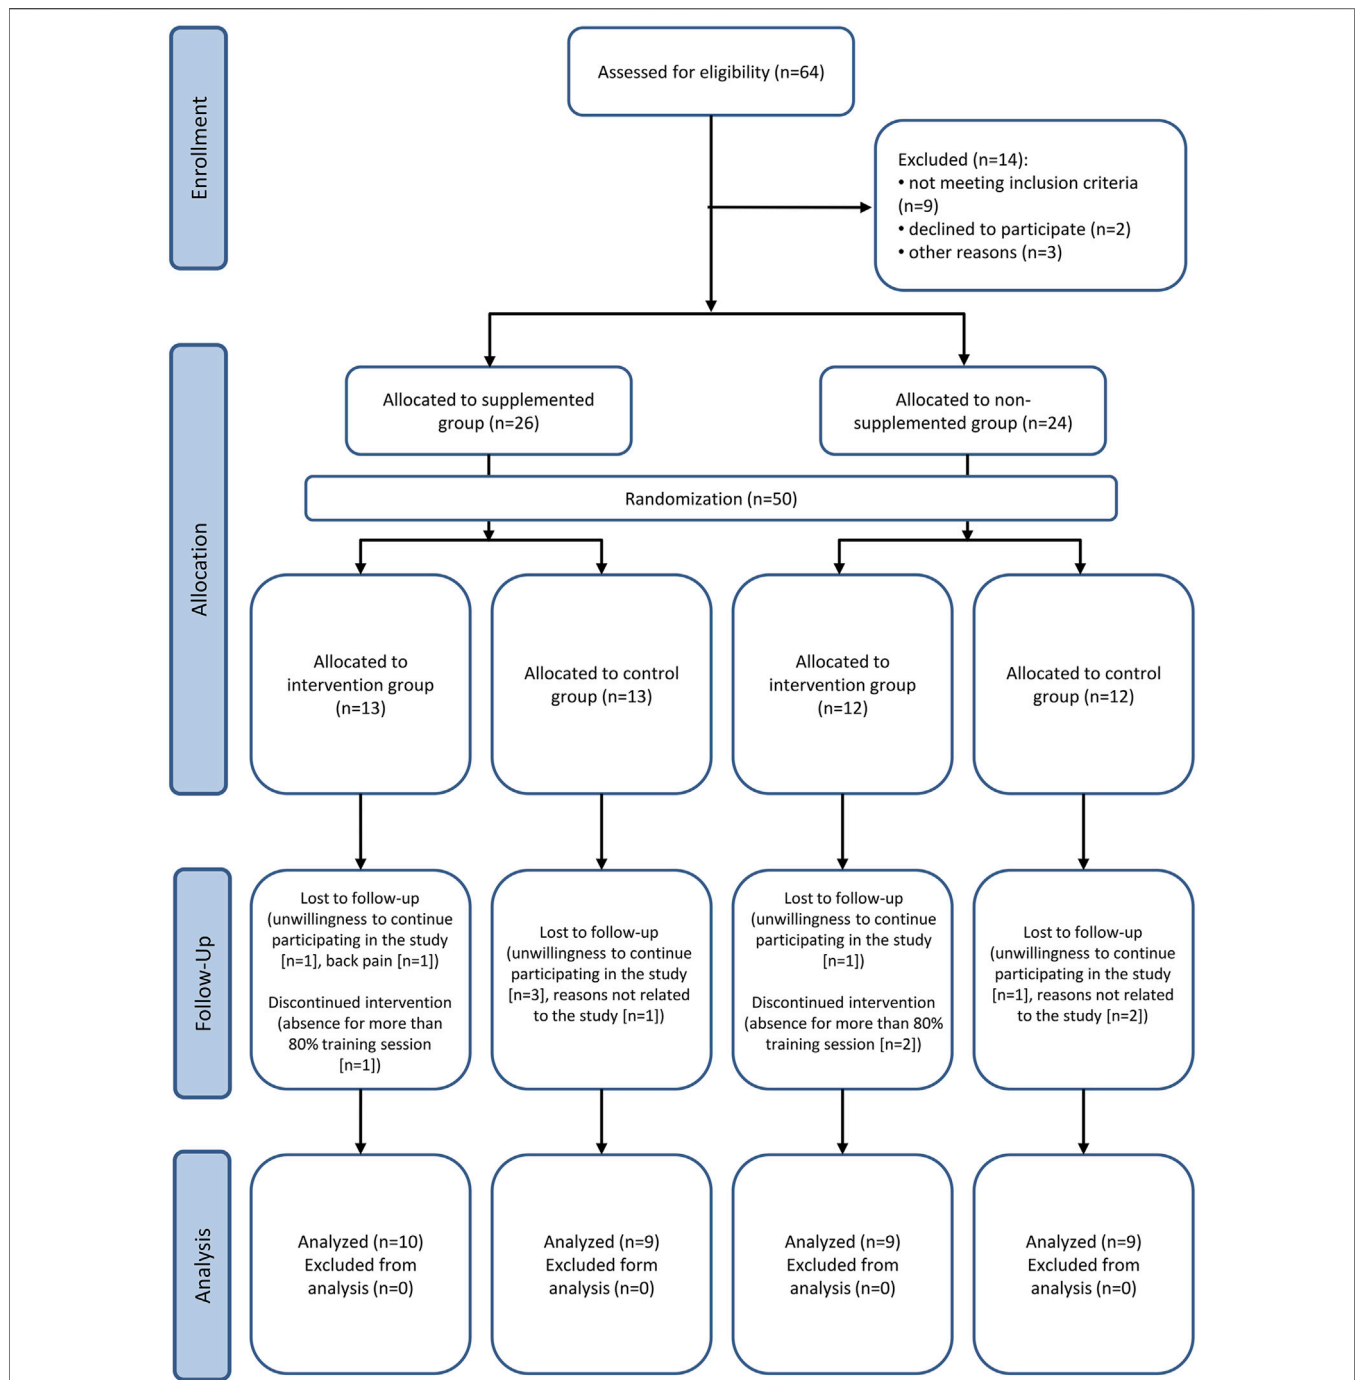 Enrollment
Assessed for eligibility (n=64)
Excluded (n=14):
• not meeting inclusion criteria
(n=9)
• declined to participate (n=2)
• other reasons (n=3)
Allocation
Allocated to supplemented
group (n=26)
Allocated to non-
supplemented group (n=24)
Randomization (n=50)
Allocated to
intervention group
(n=13)
Allocated to control
group (n=13)
Allocated to
intervention group
(n=12)
Allocated to control
group (n=12)
Follow-Up
Lost to follow-up
(unwillingness to continue
participating in the study
[n=1], back pain [n=1])
Discontinued intervention
(absence for more than
80% training session
[n=1])
Lost to follow-up
(unwillingness to continue
participating in the study
[n=3], reasons not related
to the study [n=1])
Lost to follow-up
(unwillingness to continue
participating in the study
[n=1])
Discontinued intervention
(absence for more than 80%
training session [n=2])
Lost to follow-up
(unwillingness to continue
participating in the study
[n=1], reasons not related
to the study [n=2])
Analysis
Analyzed (n=10)
Excluded from
analysis (n=0)
Analyzed (n=9)
Excluded form
analysis (n=0)
Analyzed (n=9)
Excluded from
analysis (n=0)
Analyzed (n=9)
Excluded from
analysis (n=0)